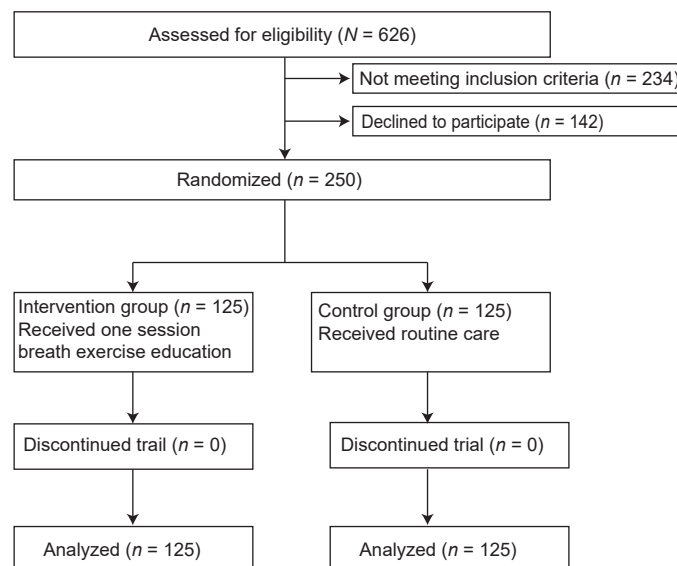 Assessed for eligibility (N = 626)
Not meeting inclusion criteria (n = 234)
Declined to participate (n = 142)
Randomized (n = 250)
Intervention group (n = 125)
Received one session
breath exercise education
Control group (n = 125)
Received routine care
Discontinued trail (n = 0)
Discontinued trial (n = 0)
Analyzed (n = 125)
Analyzed (n = 125)